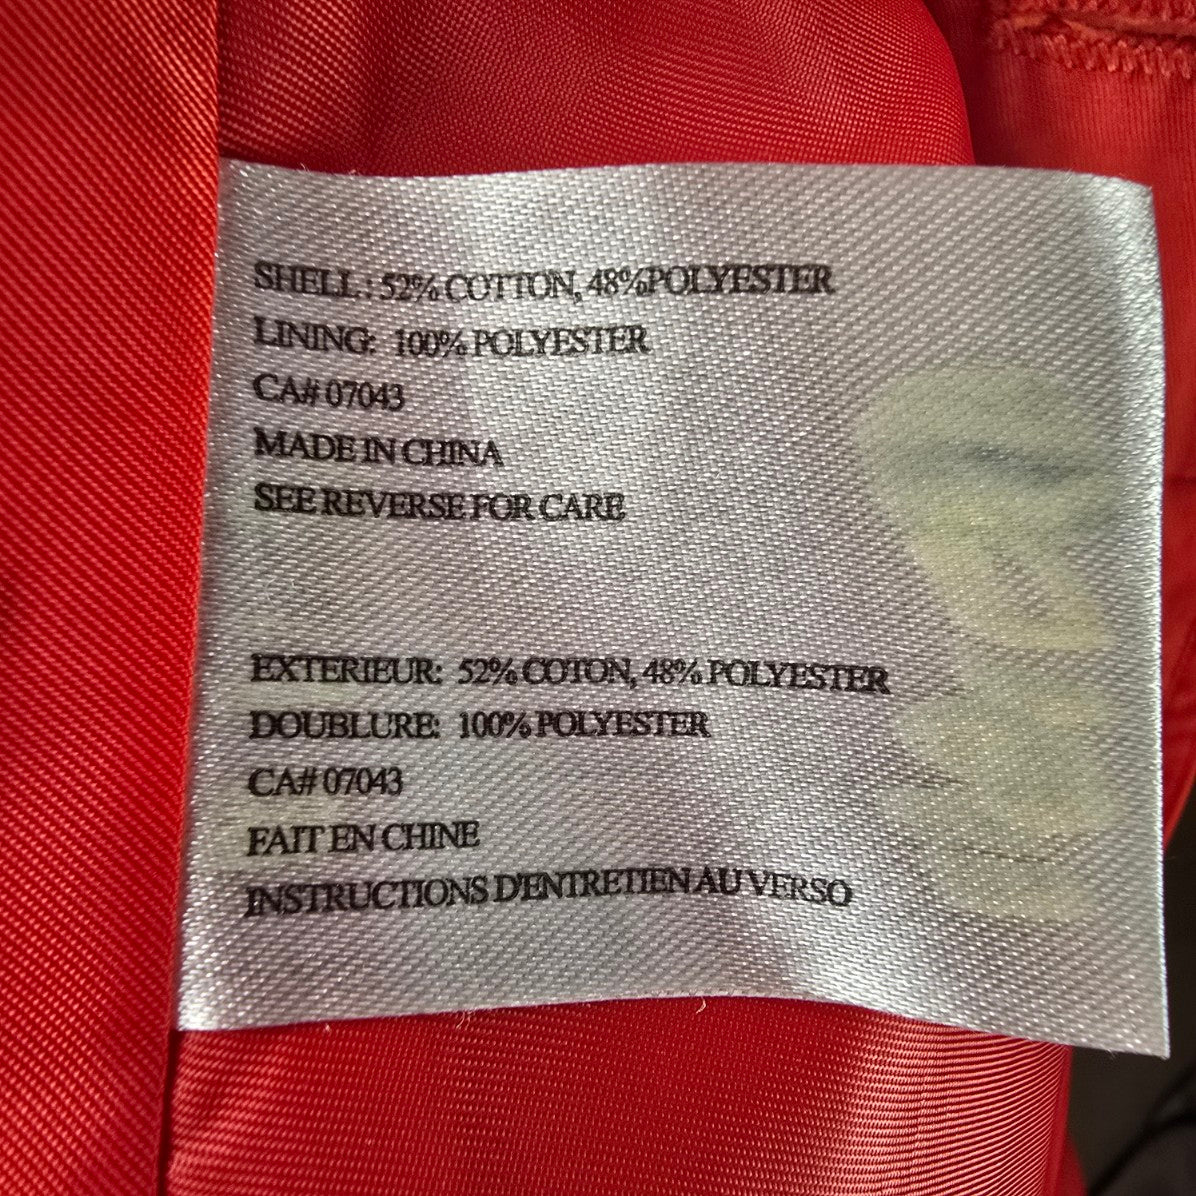 SHELL: 52% COTTON, 48%POLYESTER
LINING: 100% POLYESTER
CA# 07043
MADE IN CHINA
SEE REVERSE FOR CARE
EXTERIEUR: 52% COTON, 48% POLYESTER
DOUBLURE: 100% POLYESTER
CA# 07043
FAIT EN CHINE
INSTRUCTIONS D'ENTRETIEN AU VERSO